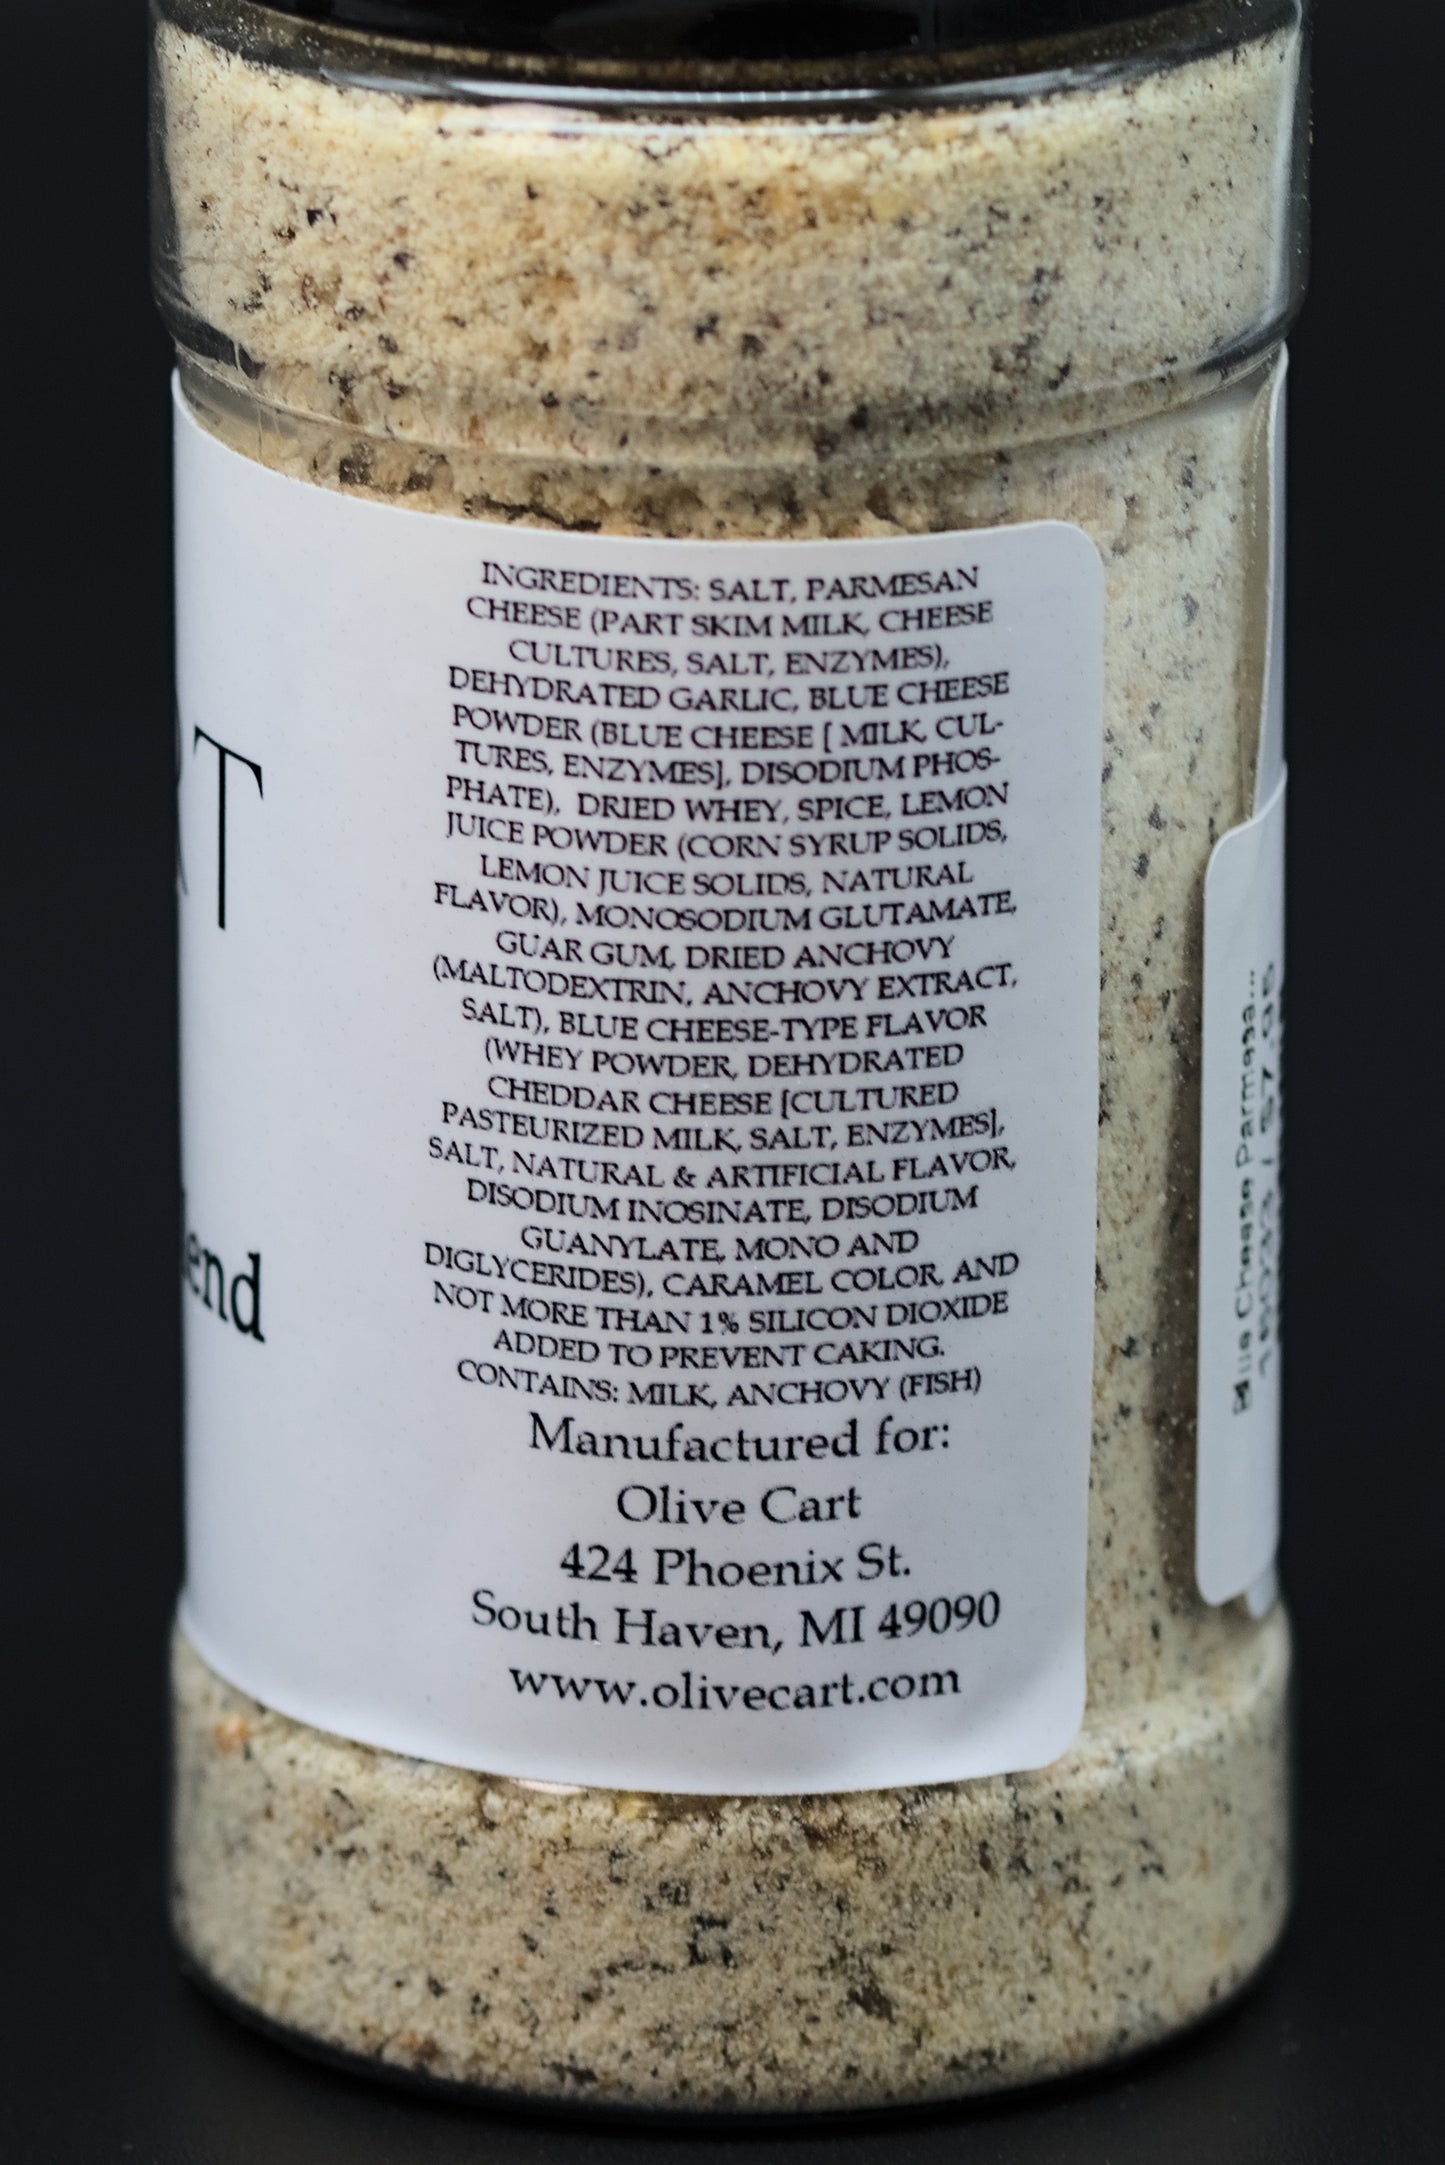 RT
end
INGREDIENTS: SALT, PARMESAN
CHEESE (PART SKIM MILK, CHEESE
CULTURES, SALT, ENZYMES),
DEHYDRATED GARLIC, BLUE CHEESE
POWDER (BLUE CHEESE [ MILK, CUL-
TURES, ENZYMES], DISODIUM PHOS-
PHATE), DRIED WHEY, SPICE, LEMON
JUICE POWDER (CORN SYRUP SOLIDS,
LEMON JUICE SOLIDS, NATURAL
FLAVOR), MONOSODIUM GLUTAMATE,
GUAR GUM, DRIED ANCHOVY
(MALTODEXTRIN, ANCHOVY EXTRACT,
SALT), BLUE CHEESE-TYPE FLAVOR
(WHEY POWDER, DEHYDRATED
CHEDDAR CHEESE [CULTURED
PASTEURIZED MILK, SALT, ENZYMES],
SALT, NATURAL & ARTIFICIAL FLAVOR,
DISODIUM INOSINATE, DISODIUM
GUANYLATE, MONO AND
DIGLYCERIDES), CARAMEL COLOR, AND
NOT MORE THAN 1% SILICON DIOXIDE
ADDED TO PREVENT CAKING.
CONTAINS: MILK, ANCHOVY (FISH)
Manufactured for:
Olive Cart
424 Phoenix St.
South Haven, MI 49090
www.olivecart.com
Blue Cheese Parmesa...